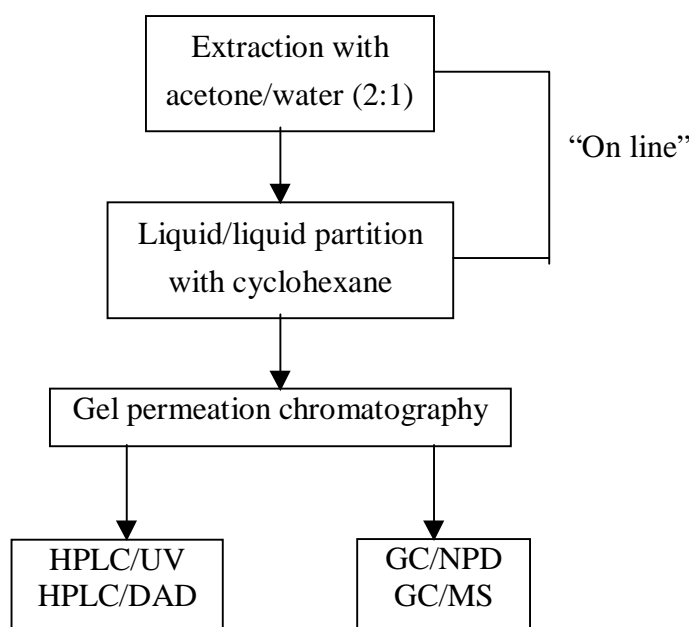 Extraction with
acetone/water (2:1)
“On line”
Liquid/liquid partition
with cyclohexane
Gel permeation chromatography
HPLC/UV
HPLC/DAD
GC/NPD
GC/MS